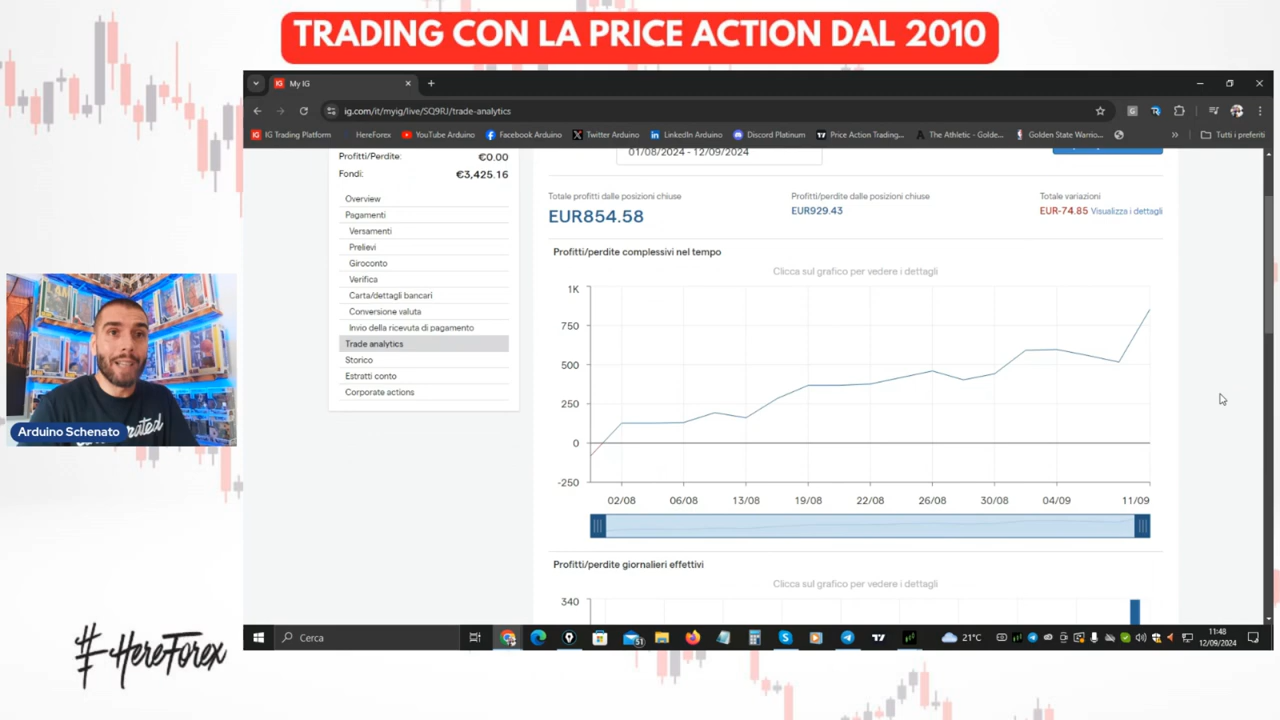 TRADING CON LA PRICE ACTION DAL 2010
My IG
ig.com/it/myig/live/SQ9RJ/trade-analytics
IG Trading Platform
HereForex
YouTube Arduino
Facebook Arduino
Twitter Arduino
LinkedIn Arduino
Discord Platinum
Price Action Trading...
The Athletic - Golde...
Golden State Warrio...
Tutti i preferiti
Profitti/Perdite: €0.00
Fondi: €3,425.16
Overview
Pagamenti
Versamenti
Prelievi
Giroconto
Verifica
Carta/dettagli bancari
Conversione valuta
Invio della ricevuta di pagamento
Trade analytics
Storico
Estratti conto
Corporate actions
01/08/2024 - 12/09/2024
Totale profitti dalle posizioni chiuse
EUR854.58
Profitti/perdite dalle posizioni chiuse
EUR929.43
Totale variazioni
EUR-74.85 Visualizza i dettagli
Profitti/perdite complessivi nel tempo
Clicca sul grafico per vedere i dettagli
1K
750
500
250
0
-250
02/08 06/08 13/08 19/08 22/08 26/08 30/08 04/09 11/09
Profitti/perdite giornalieri effettivi
Clicca sul grafico per vedere i dettagli
340
Arduino Schenato
#HereForex
Cerca
51
21°C
11:48
12/09/2024